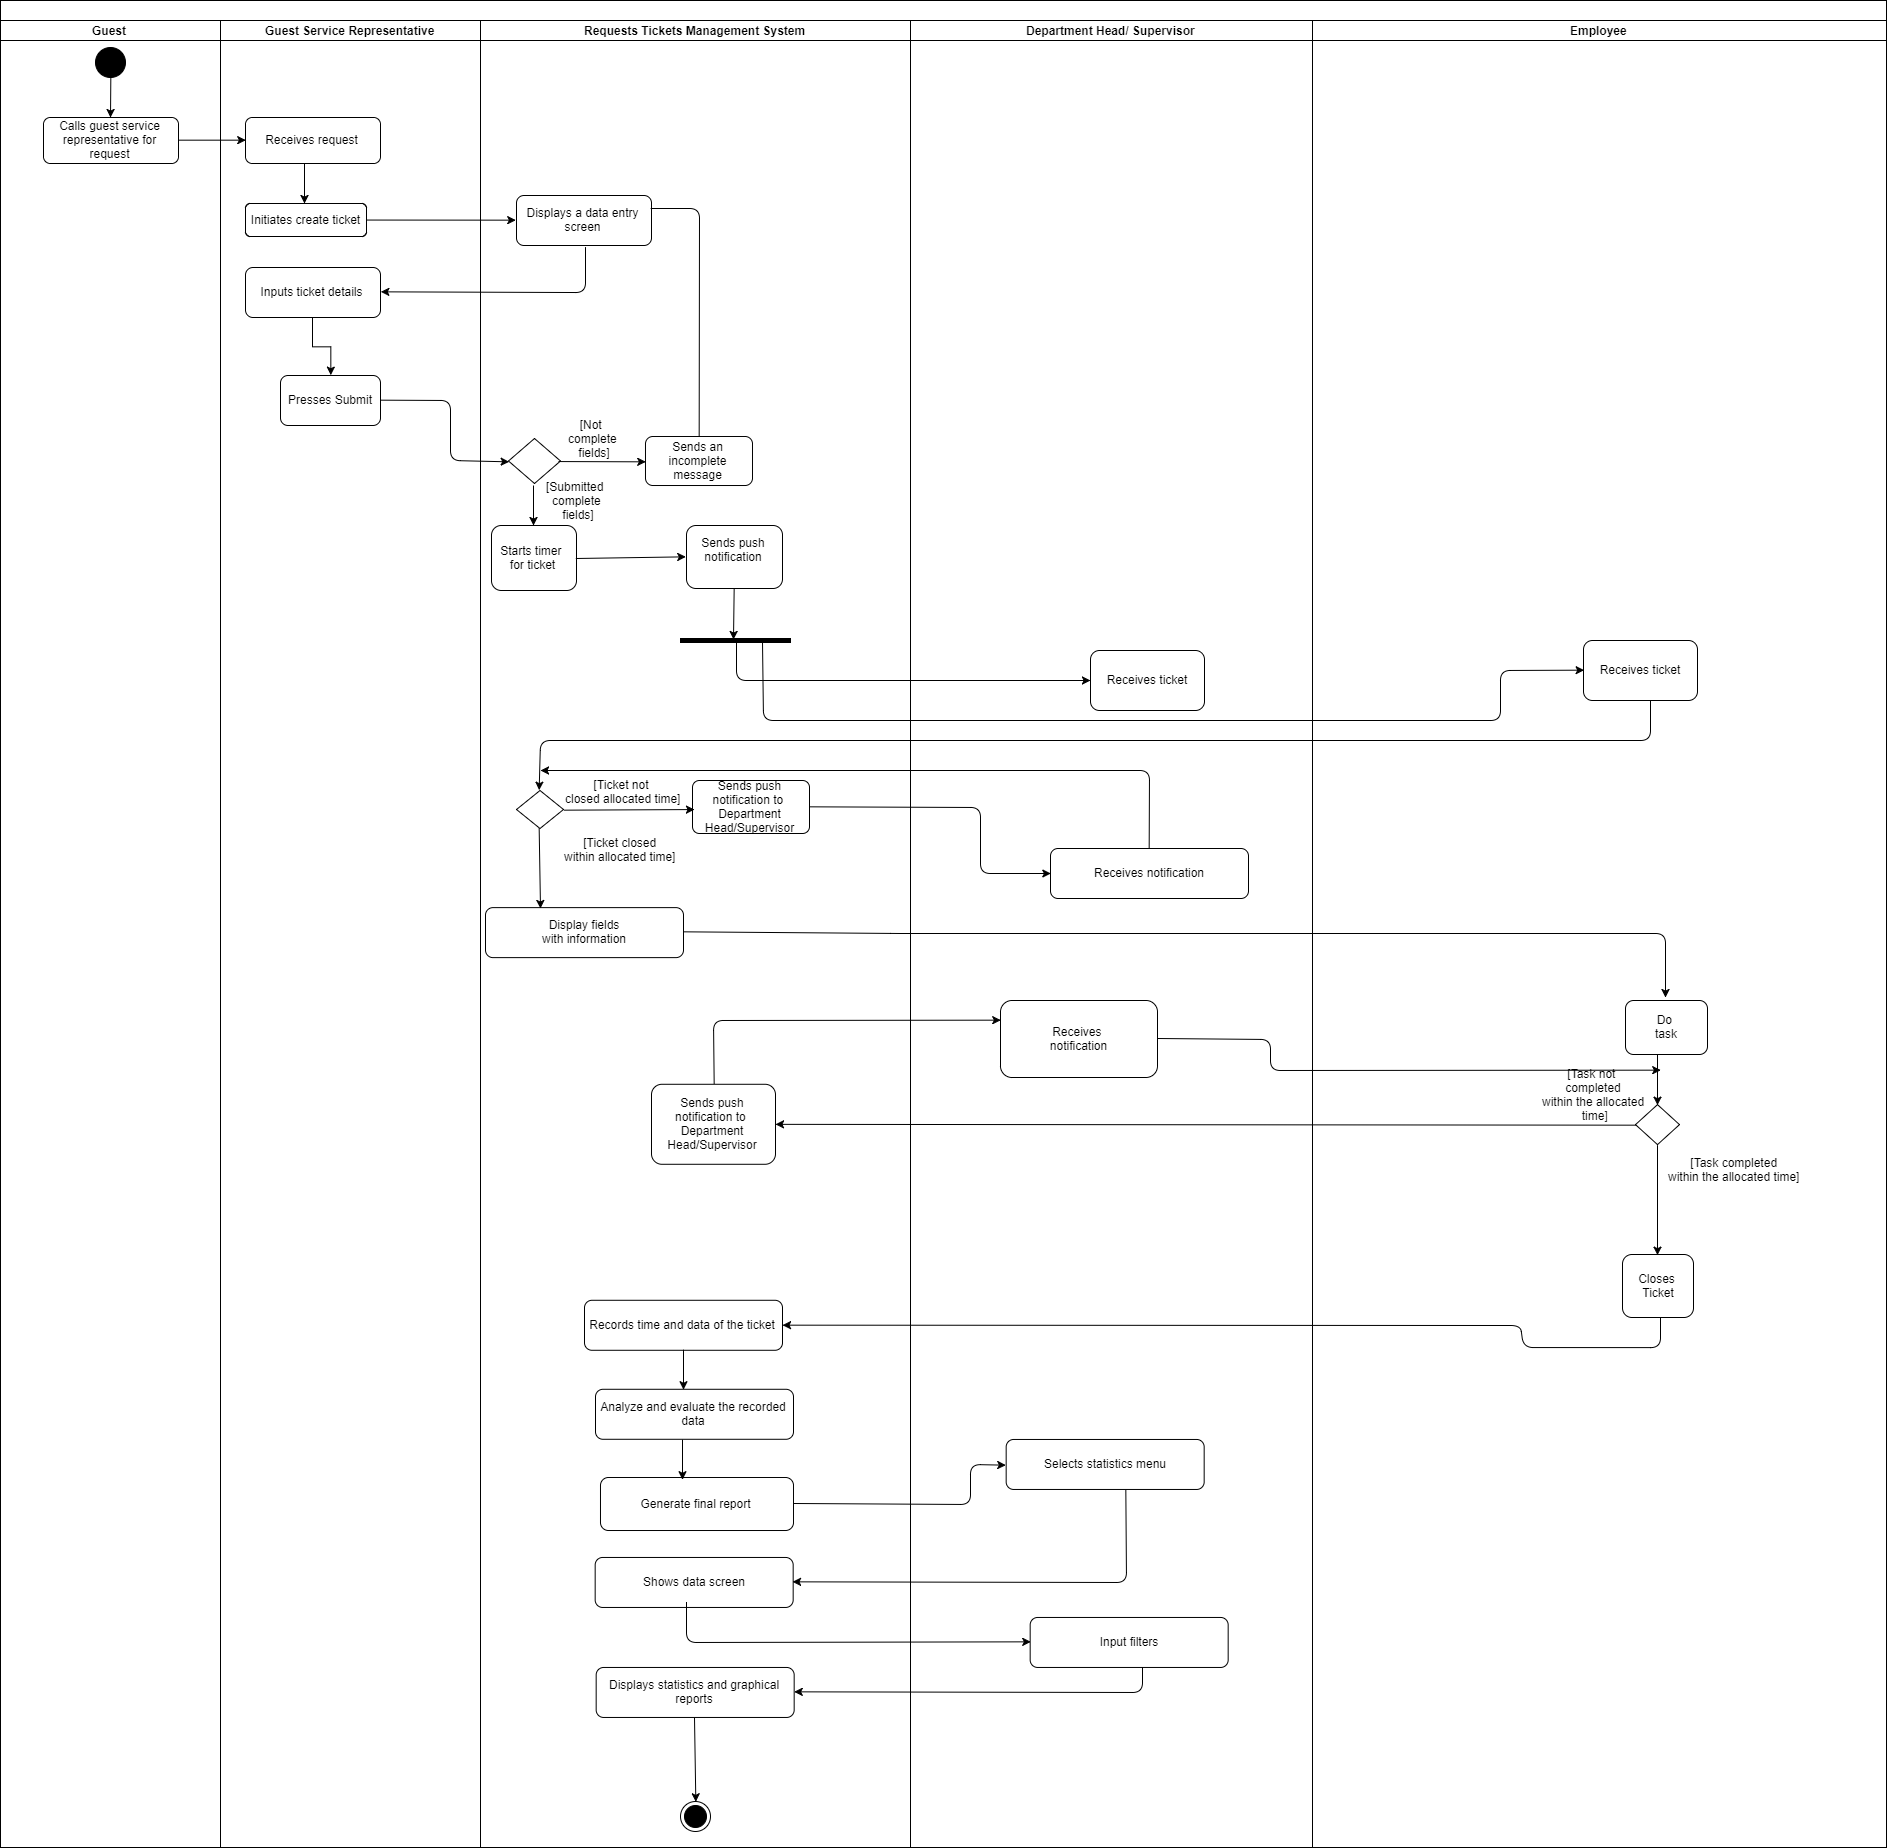 Guest
Guest Service Representative
Requests Tickets Management System
Department Head/ Supervisor
Employee
Calls guest service
representative for
request
Receives request
Initiates create ticket
Displays a data entry
screen
Inputs ticket details
Presses Submit
[Not
complete
fields]
Sends an
incomplete
message
[Submitted
complete
fields]
Starts timer
for ticket
Sends push
notification
Receives ticket
Receives ticket
[Ticket not
closed allocated time]
Sends push
notification to
Department
Head/Supervisor
[Ticket closed
within allocated time]
Receives notification
Display fields
with information
Do
task
Receives
notification
[Task not
completed
within the allocated
time]
Sends push
notification to
Department
Head/Supervisor
[Task completed
within the allocated time]
Closes
Ticket
Records time and data of the ticket
Analyze and evaluate the recorded
data
Selects statistics menu
Generate final report
Shows data screen
Input filters
Displays statistics and graphical
reports